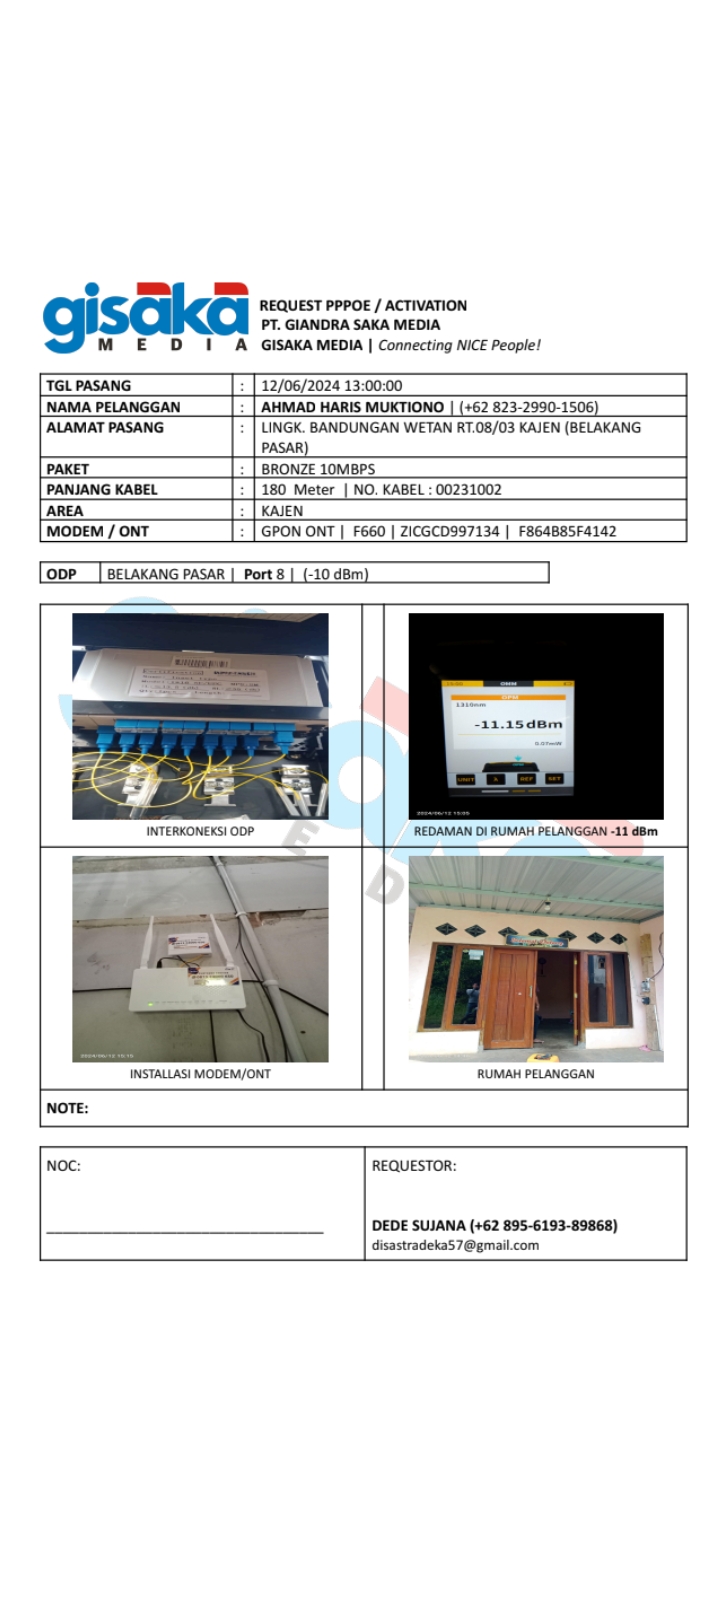 gisaka
MEDIA
REQUEST PPPOE / ACTIVATION
PT. GIANDRA SAKA MEDIA
GISAKA MEDIA | Connecting NICE People!
TGL PASANG : 12/06/2024 13:00:00
NAMA PELANGGAN : AHMAD HARIS MUKTIONO | (+62 823-2990-1506)
ALAMAT PASANG : LINGK. BANDUNGAN WETAN RT.08/03 KAJEN (BELAKANG
PASAR)
PAKET : BRONZE 10MBPS
PANJANG KABEL : 180 Meter | NO. KABEL : 00231002
AREA : KAJEN
MODEM / ONT : GPON ONT | F660 | ZICGCD997134 | F864B85F4142
ODP BELAKANG PASAR | Port 8 | (-10 dBm)
OPM
1310nm
-11.15dBm
0.07mW
UNIT λ REF SET
2024/06/12 15:05
INTERKONEKSI ODP
REDAMAN DI RUMAH PELANGGAN -11 dBm
2024/06/12 15:15
INSTALLASI MODEM/ONT
RUMAH PELANGGAN
NOTE:
NOC:
REQUESTOR:
DEDE SUJANA (+62 895-6193-89868)
disastradeka57@gmail.com